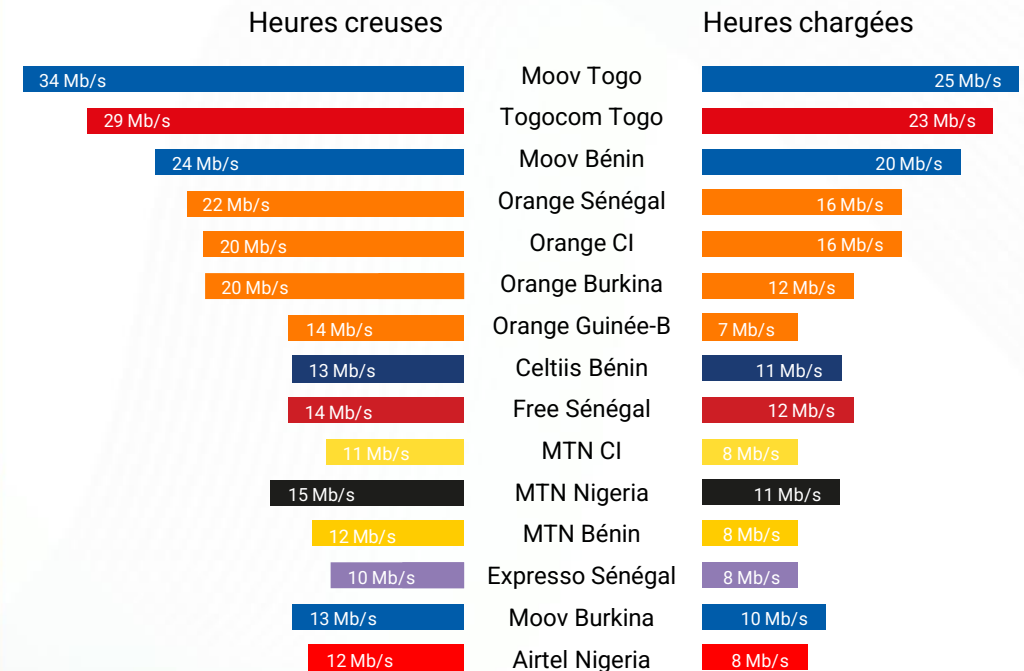 Heures creuses Heures chargées
34 Mb/s Moov Togo 25 Mb/s
29 Mb/s Togocom Togo 23 Mb/s
24 Mb/s Moov Bénin 20 Mb/s
22 Mb/s Orange Sénégal 16 Mb/s
20 Mb/s Orange CI 16 Mb/s
20 Mb/s Orange Burkina 12 Mb/s
14 Mb/s Orange Guinée-B 7 Mb/s
13 Mb/s Celtiis Bénin 11 Mb/s
14 Mb/s Free Sénégal 12 Mb/s
11 Mb/s MTN CI 8 Mb/s
15 Mb/s MTN Nigeria 11 Mb/s
12 Mb/s MTN Bénin 8 Mb/s
10 Mb/s Expresso Sénégal 8 Mb/s
13 Mb/s Moov Burkina 10 Mb/s
12 Mb/s Airtel Nigeria 8 Mb/s